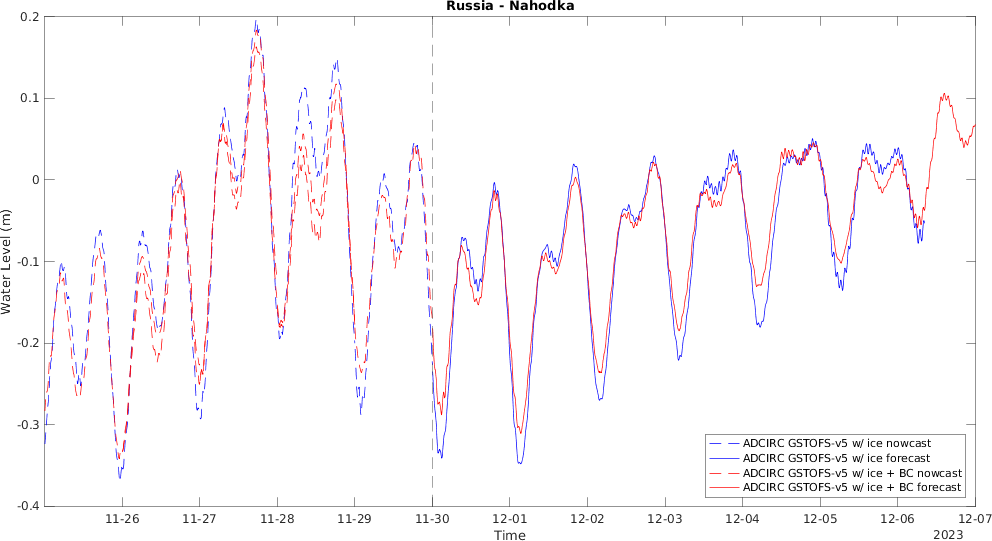 Russia - Nahodka
Water Level (m)
0.2
0.1
0
-0.1
-0.2
-0.3
-0.4
11-26
11-27
11-28
11-29
11-30
12-01
12-02
12-03
12-04
12-05
12-06
12-07
Time
2023
ADCIRC GSTOFS-v5 w/ ice nowcast
ADCIRC GSTOFS-v5 w/ ice forecast
ADCIRC GSTOFS-v5 w/ ice + BC nowcast
ADCIRC GSTOFS-v5 w/ ice + BC forecast